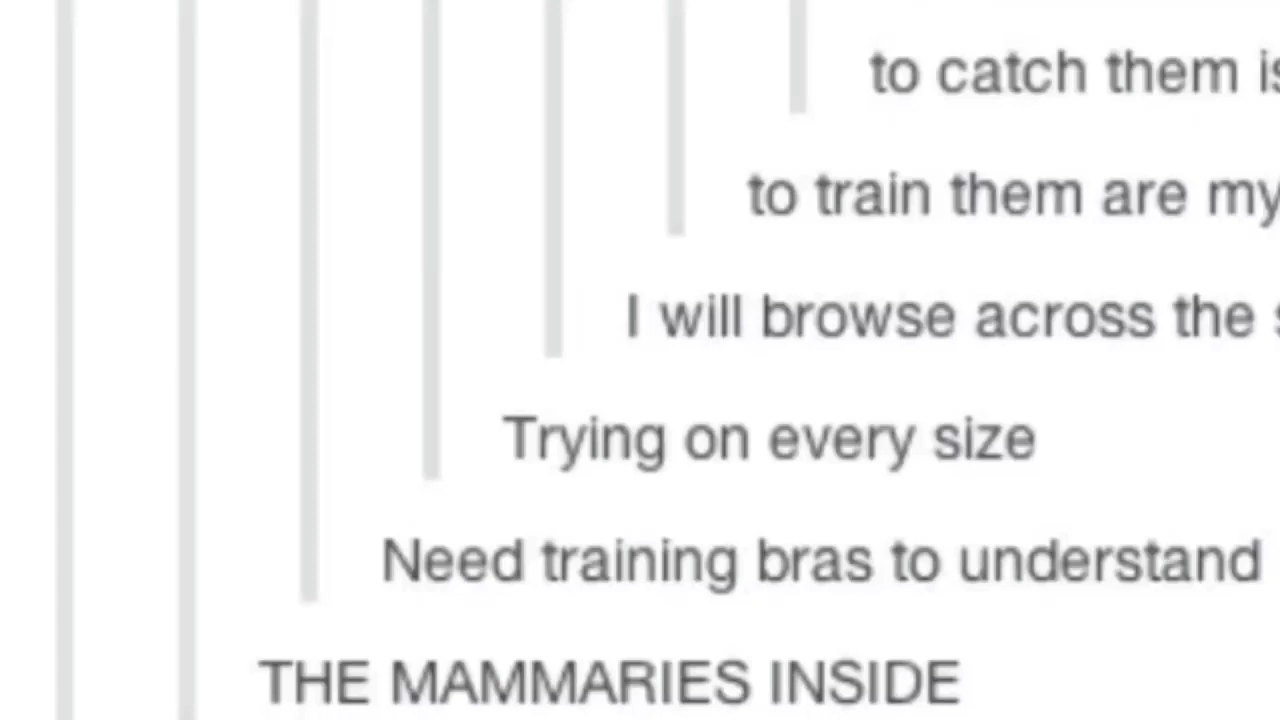 to catch them is
to train them are my
I will browse across the
Trying on every size
Need training bras to understand
THE MAMMARIES INSIDE